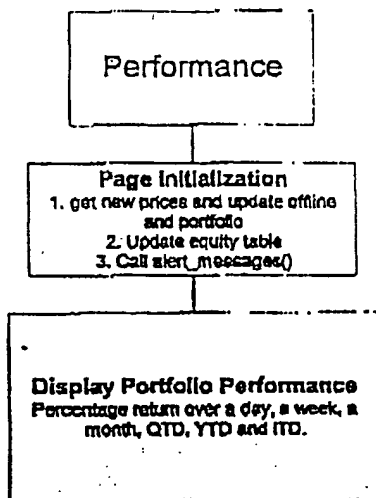 Performance
Page Initialization
1. get new prices and update offline
and portfolio
2. Update equity table
3. Call alert_messages()
Display Portfolio Performance
Percentage return over a day, a week, a
month, QTD, YTD and ITD.